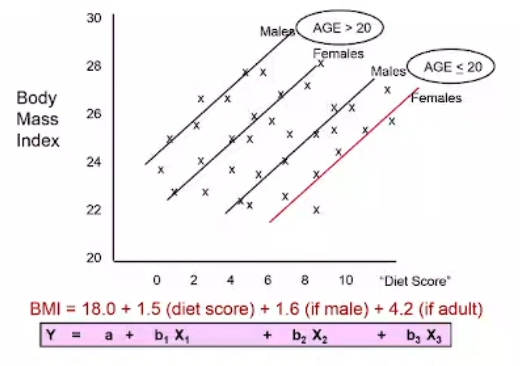 30
Males
AGE > 20
Females
28
Males
AGE ≤ 20
Females
Body
Mass
Index
26
24
22
20
0 2 4 6 8 10 "Diet Score"
BMI = 18.0 + 1.5 (diet score) + 1.6 (if male) + 4.2 (if adult)
Y = a + b₁ X₁ + b₂ X₂ + b₃ X₃